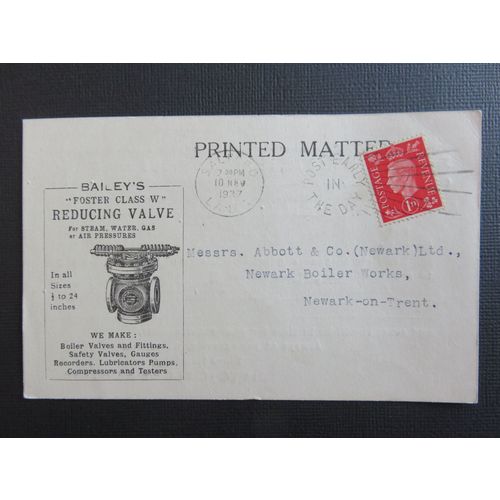 PRINTED MATTER
7-PM
10 NOV
1937
POST EARLY
IN
THE DAY
POSTAGE
REVENUE
1D
BAILEY'S
"FOSTER CLASS W"
REDUCING VALVE
For STEAM, WATER, GAS
or AIR PRESSURES
In all
Sizes
½ to 24
inches
WE MAKE:
Boiler Valves and Fittings,
Safety Valves, Gauges
Recorders, Lubricators Pumps,
Compressors and Testers
Messrs. Abbott & Co.(Newark)Ltd.,
Newark Boiler Works,
Newark-on-Trent.